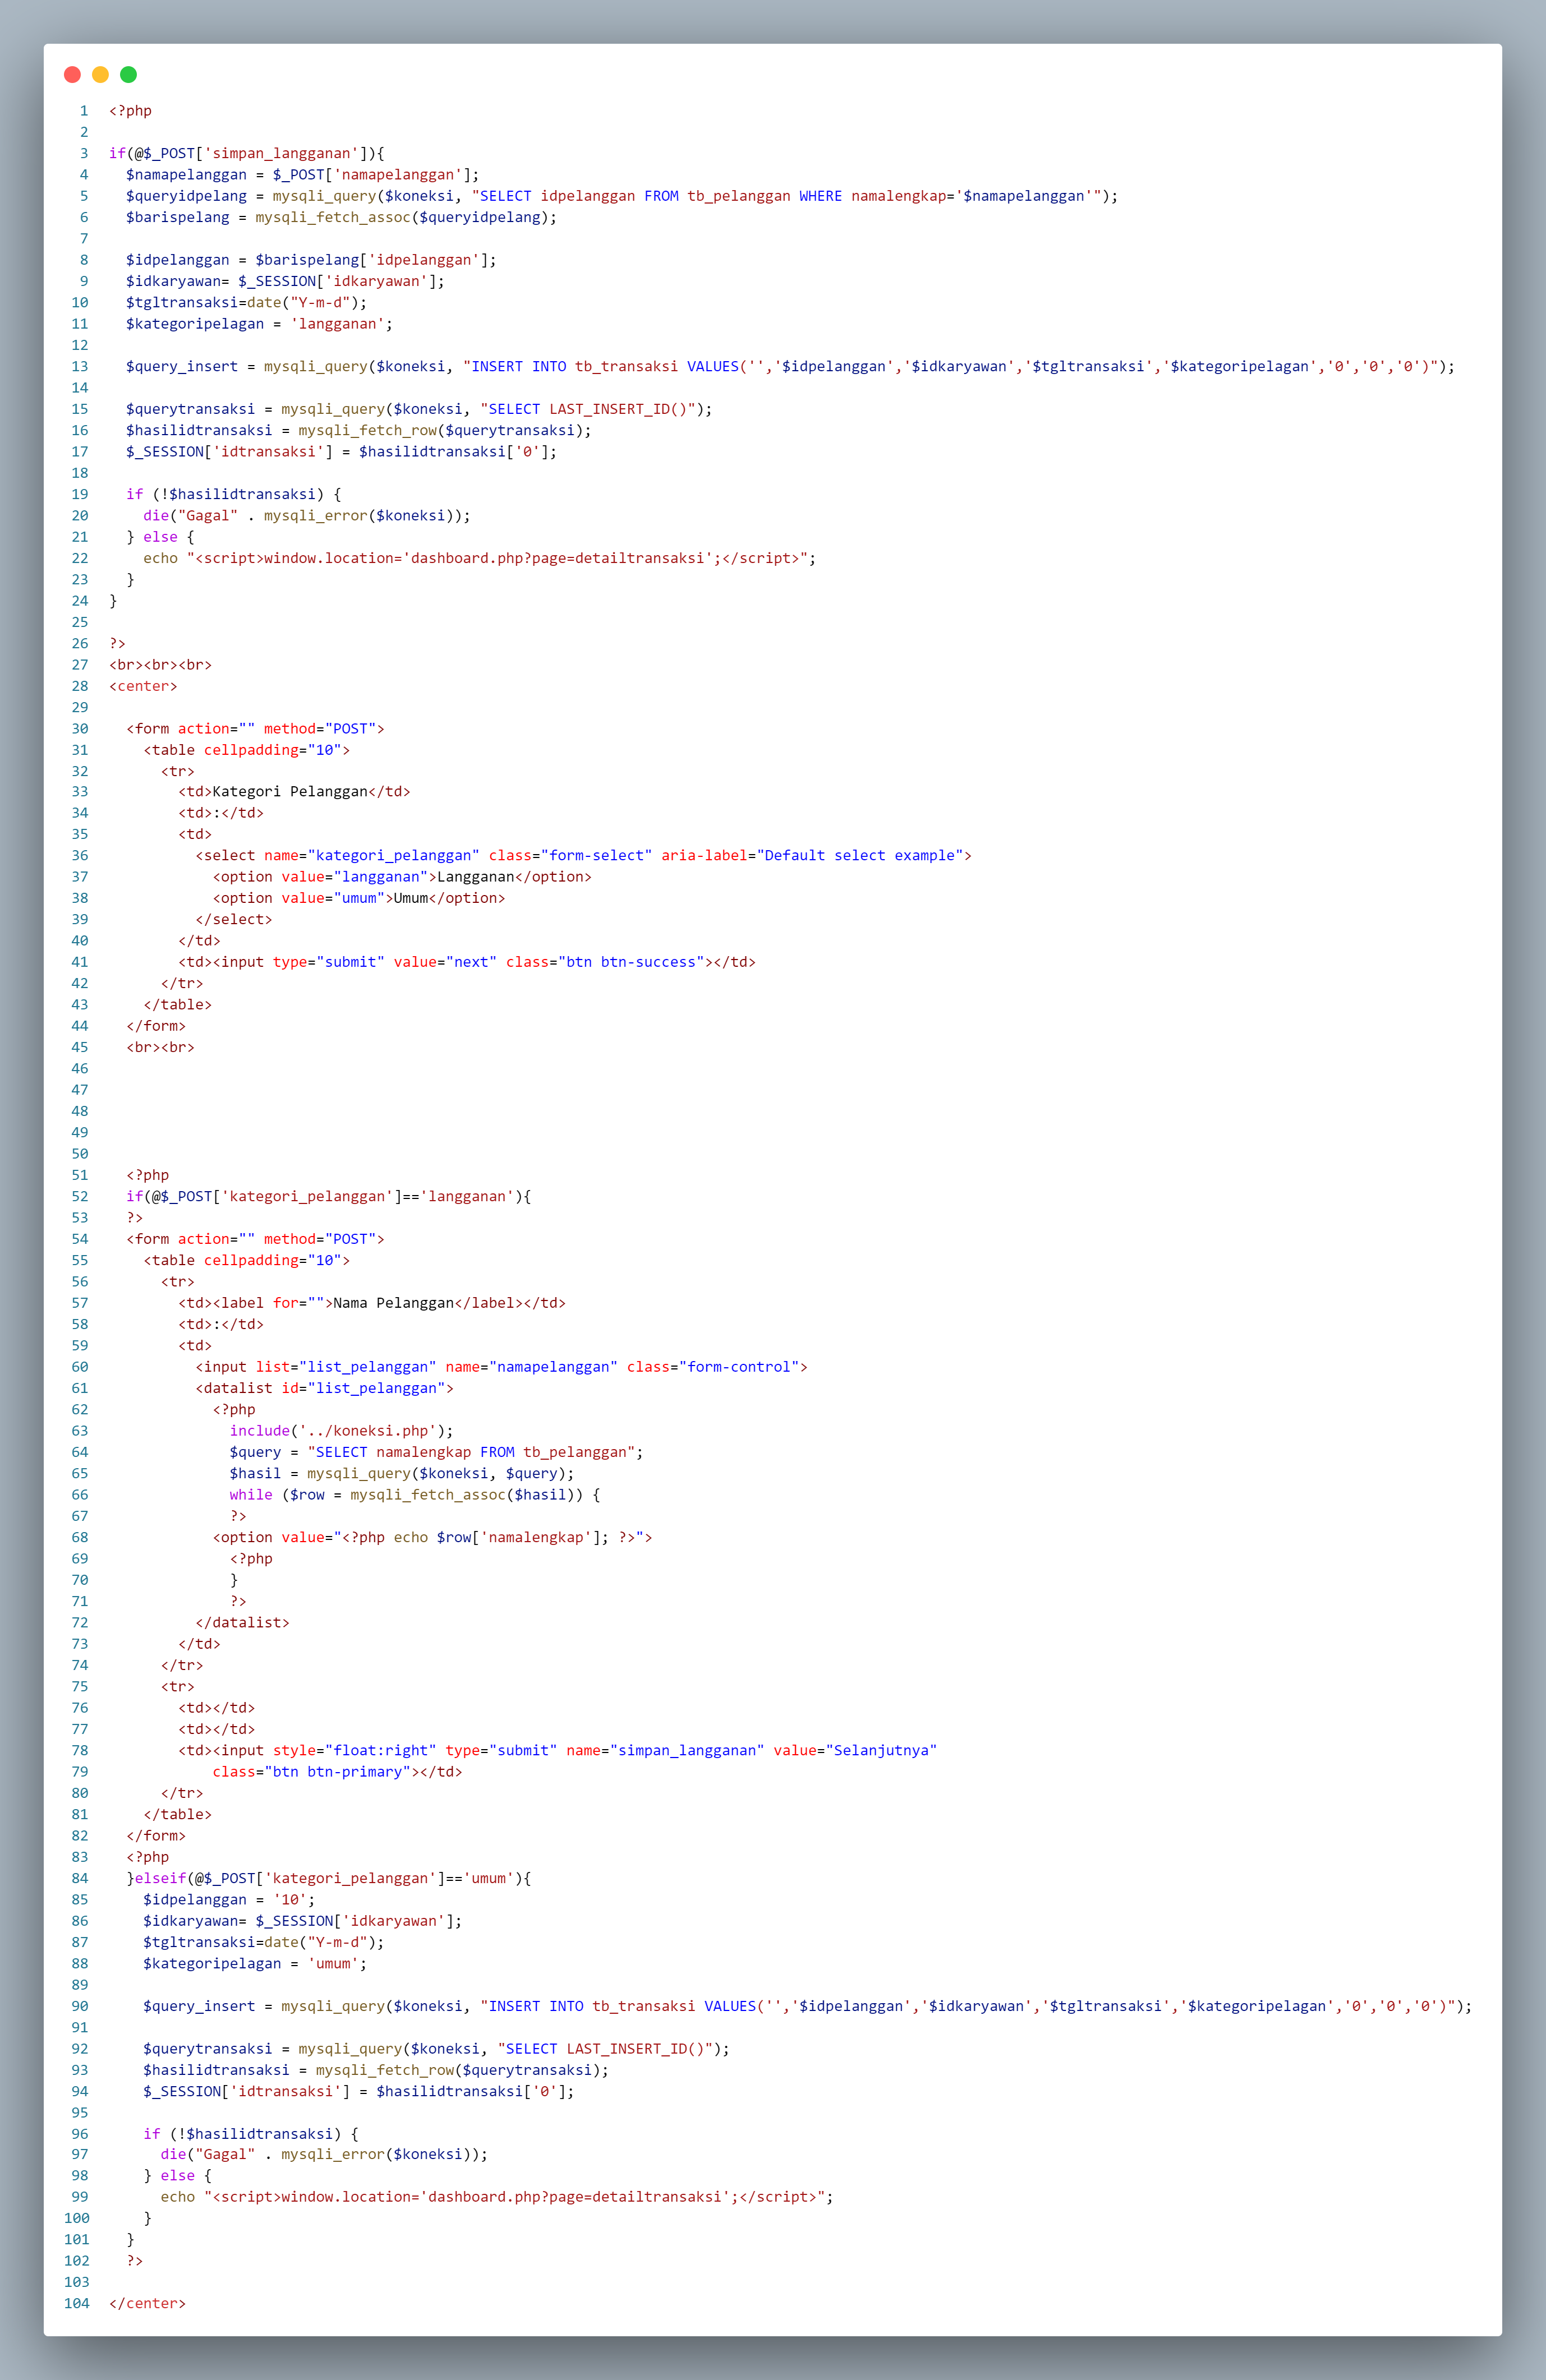 1 <?php
2
3 if(@$_POST['simpan_langganan']){
4   $namapelanggan = $_POST['namapelanggan'];
5   $queryidpelang = mysqli_query($koneksi, "SELECT idpelanggan FROM tb_pelanggan WHERE namalengkap='$namapelanggan'");
6   $barispelang = mysqli_fetch_assoc($queryidpelang);
7
8   $idpelanggan = $barispelang['idpelanggan'];
9   $idkaryawan= $_SESSION['idkaryawan'];
10   $tgltransaksi=date("Y-m-d");
11   $kategoripelagan = 'langganan';
12
13   $query_insert = mysqli_query($koneksi, "INSERT INTO tb_transaksi VALUES('','$idpelanggan','$idkaryawan','$tgltransaksi','$kategoripelagan','0','0','0')");
14
15   $querytransaksi = mysqli_query($koneksi, "SELECT LAST_INSERT_ID()");
16   $hasilidtransaksi = mysqli_fetch_row($querytransaksi);
17   $_SESSION['idtransaksi'] = $hasilidtransaksi['0'];
18
19   if (!$hasilidtransaksi) {
20     die("Gagal" . mysqli_error($koneksi));
21   } else {
22     echo "<script>window.location='dashboard.php?page=detailtransaksi';</script>";
23   }
24 }
25
26 ?>
27 <br><br><br>
28 <center>
29
30   <form action="" method="POST">
31     <table cellpadding="10">
32       <tr>
33         <td>Kategori Pelanggan</td>
34         <td>:</td>
35         <td>
36           <select name="kategori_pelanggan" class="form-select" aria-label="Default select example">
37             <option value="langganan">Langganan</option>
38             <option value="umum">Umum</option>
39           </select>
40         </td>
41         <td><input type="submit" value="next" class="btn btn-success"></td>
42       </tr>
43     </table>
44   </form>
45   <br><br>
46
47
48
49
50
51   <?php
52   if(@$_POST['kategori_pelanggan']=='langganan'){
53   ?>
54   <form action="" method="POST">
55     <table cellpadding="10">
56       <tr>
57         <td><label for="">Nama Pelanggan</label></td>
58         <td>:</td>
59         <td>
60           <input list="list_pelanggan" name="namapelanggan" class="form-control">
61           <datalist id="list_pelanggan">
62             <?php
63               include('../koneksi.php');
64               $query = "SELECT namalengkap FROM tb_pelanggan";
65               $hasil = mysqli_query($koneksi, $query);
66               while ($row = mysqli_fetch_assoc($hasil)) {
67               ?>
68             <option value="<?php echo $row['namalengkap']; ?>">
69               <?php
70               }
71               ?>
72           </datalist>
73         </td>
74       </tr>
75       <tr>
76         <td></td>
77         <td></td>
78         <td><input style="float:right" type="submit" name="simpan_langganan" value="Selanjutnya"
79             class="btn btn-primary"></td>
80       </tr>
81     </table>
82   </form>
83   <?php
84   }elseif(@$_POST['kategori_pelanggan']=='umum'){
85     $idpelanggan = '10';
86     $idkaryawan= $_SESSION['idkaryawan'];
87     $tgltransaksi=date("Y-m-d");
88     $kategoripelagan = 'umum';
89
90     $query_insert = mysqli_query($koneksi, "INSERT INTO tb_transaksi VALUES('','$idpelanggan','$idkaryawan','$tgltransaksi','$kategoripelagan','0','0','0')");
91
92     $querytransaksi = mysqli_query($koneksi, "SELECT LAST_INSERT_ID()");
93     $hasilidtransaksi = mysqli_fetch_row($querytransaksi);
94     $_SESSION['idtransaksi'] = $hasilidtransaksi['0'];
95
96     if (!$hasilidtransaksi) {
97       die("Gagal" . mysqli_error($koneksi));
98     } else {
99       echo "<script>window.location='dashboard.php?page=detailtransaksi';</script>";
100     }
101   }
102   ?>
103
104 </center>